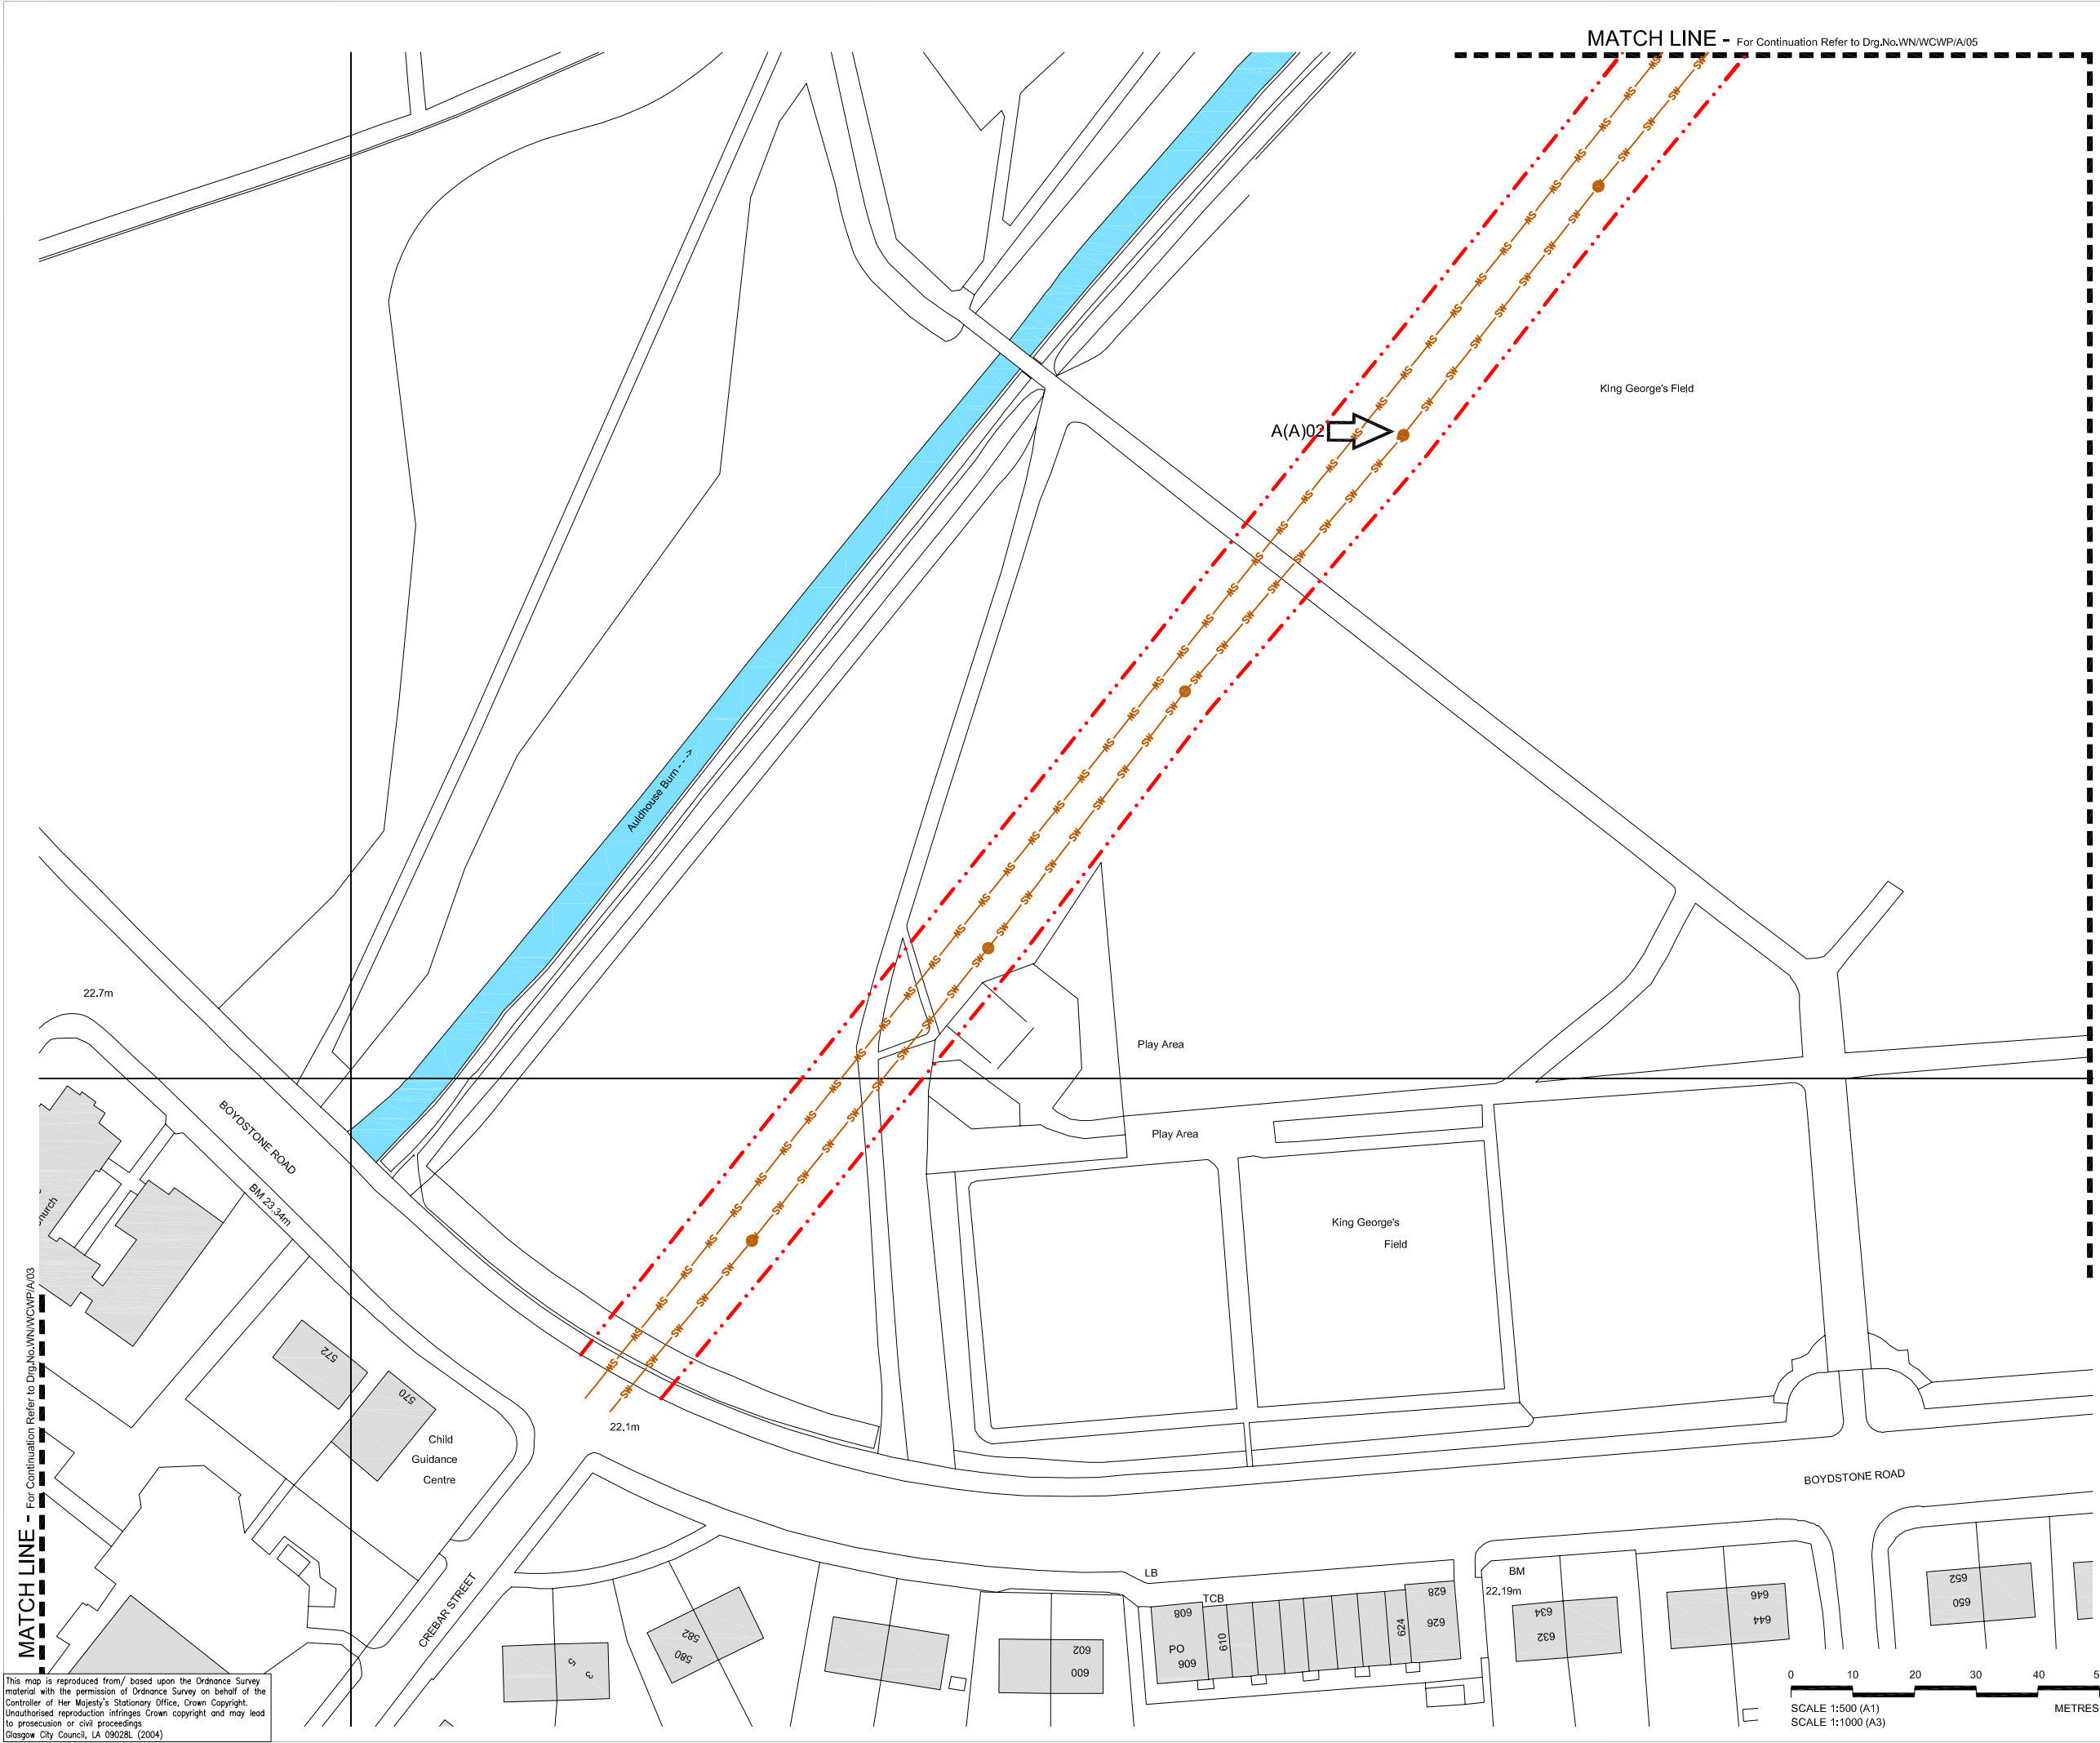 MATCH LINE - For Continuation Refer to Drg.No.WN/WCWP/A/05
King George's Field
A(A)02
Auldhouse Burn - - ->
22.7m
Play Area
BOYDSTONE ROAD
Play Area
BM 23.34m
King George's
Field
MATCH LINE - For Continuation Refer to Drg.No.WN/WCWP/A/03
572
570
22.1m
Child
Guidance
Centre
BOYDSTONE ROAD
CREBAR STREET
LB
TCB
BM
22.19m
5
3
582
580
602
600
608
PO
606
610
624
628
626
634
632
646
644
652
650
0 10 20 30 40
SCALE 1:500 (A1)
METRES
SCALE 1:1000 (A3)
This map is reproduced from/ based upon the Ordnance Survey
material with the permission of Ordnance Survey on behalf of the
Controller of Her Majesty's Stationary Office, Crown Copyright.
Unauthorised reproduction infringes Crown copyright and may lead
to prosecusion or civil proceedings
Glasgow City Council, LA 09028L (2004)